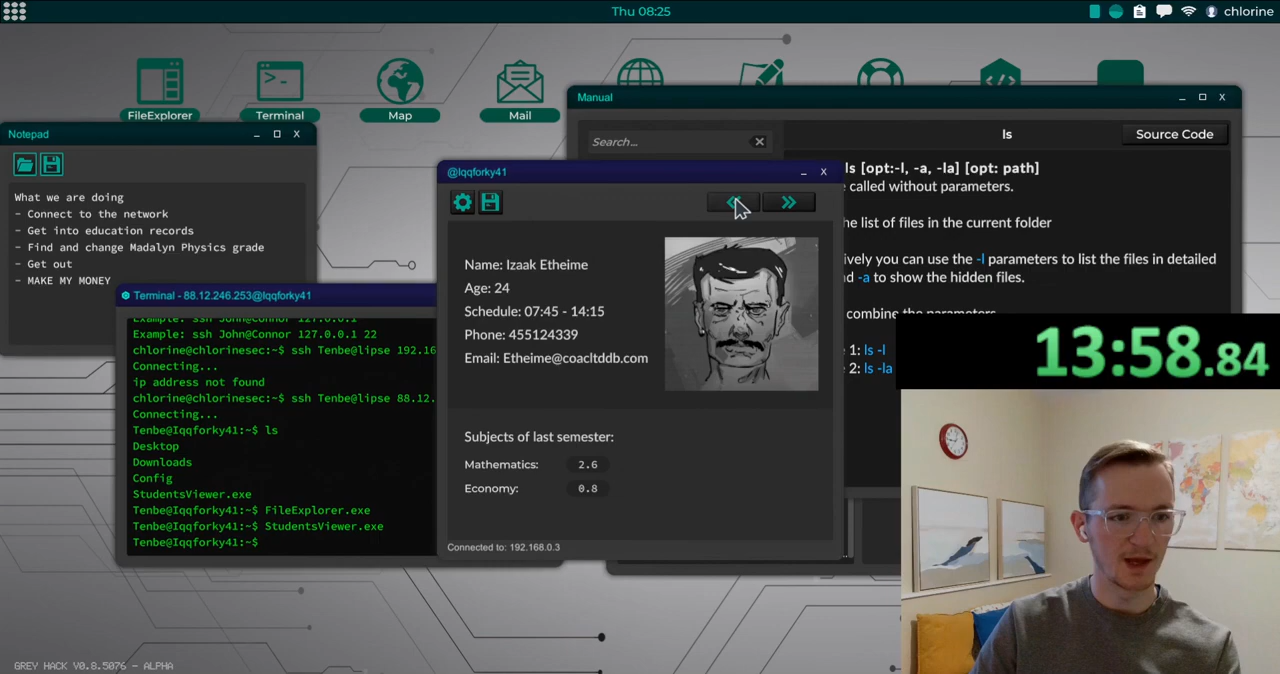 Thu 08:25
chlorine
FileExplorer
Terminal
Map
Mail
Notepad
What we are doing
- Connect to the network
- Get into education records
- Find and change Madalyn Physics grade
- Get out
- MAKE MY MONEY
Manual
Search...
ls
Source Code
ls [opt:-l, -a, -la] [opt: path]
e called without parameters.
he list of files in the current folder
ively you can use the -l parameters to list the files in detailed
nd -a to show the hidden files.
combine the parameters
1: ls -l
2: ls -la
Terminal - 88.12.246.253@Iqqforky41
Example: ssh John@Connor 127.0.0.1
Example: ssh John@Connor 127.0.0.1 22
chlorine@chlorinesec:~$ ssh Tenbe@lipse 192.16
Connecting...
ip address not found
chlorine@chlorinesec:~$ ssh Tenbe@lipse 88.12.
Connecting...
Tenbe@Iqqforky41:~$ ls
Desktop
Downloads
Config
StudentsViewer.exe
Tenbe@Iqqforky41:~$ FileExplorer.exe
Tenbe@Iqqforky41:~$ StudentsViewer.exe
Tenbe@Iqqforky41:~$
@Iqqforky41
Name: Izaak Etheime
Age: 24
Schedule: 07:45 - 14:15
Phone: 455124339
Email: Etheime@coacltddb.com
Subjects of last semester:
Mathematics: 2.6
Economy: 0.8
Connected to: 192.168.0.3
13:58.84
GREY HACK V0.8.5076 - ALPHA